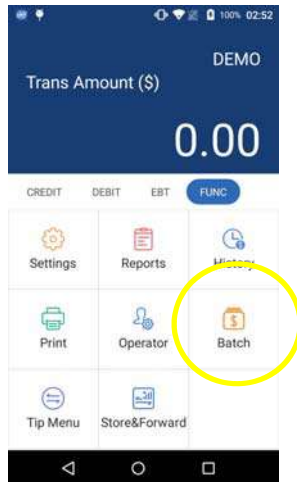 100% 02:52
DEMO
Trans Amount ($)
0.00
CREDIT DEBIT EBT FUNC
Settings Reports History
Print Operator Batch
Tip Menu Store&Forward